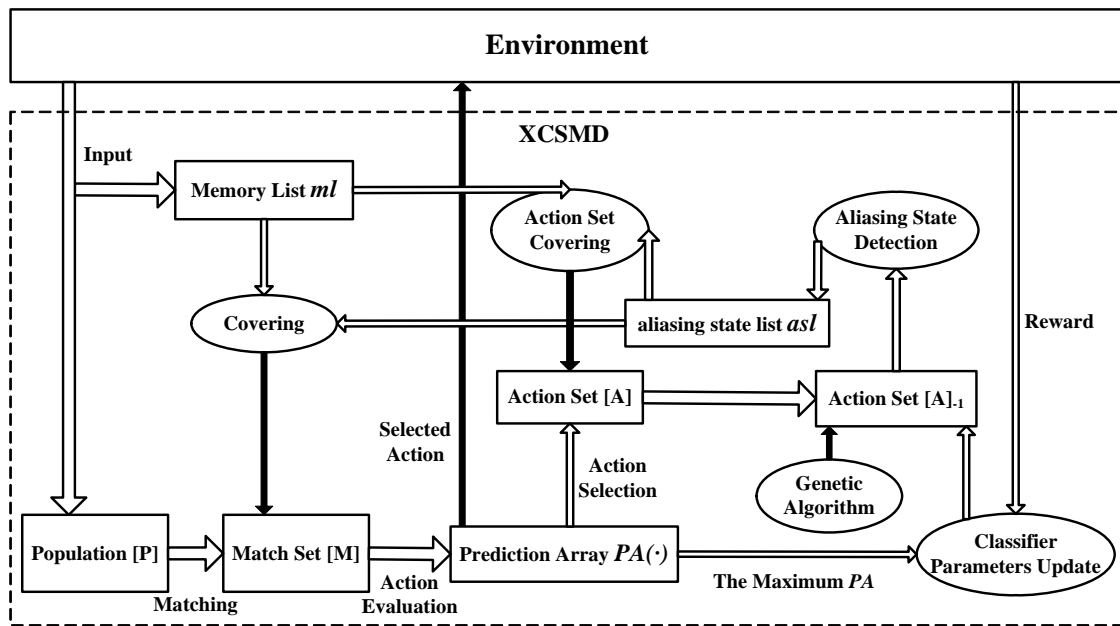 Environment
XCSMD
Input
Memory List ml
Action Set
Covering
Aliasing State
Detection
Covering
aliasing state list asl
Reward
Action Set [A]
Action Set [A]-1
Selected
Action
Action
Selection
Genetic
Algorithm
Population [P]
Match Set [M]
Prediction Array PA(·)
Classifier
Parameters Update
Matching
Action
Evaluation
The Maximum PA